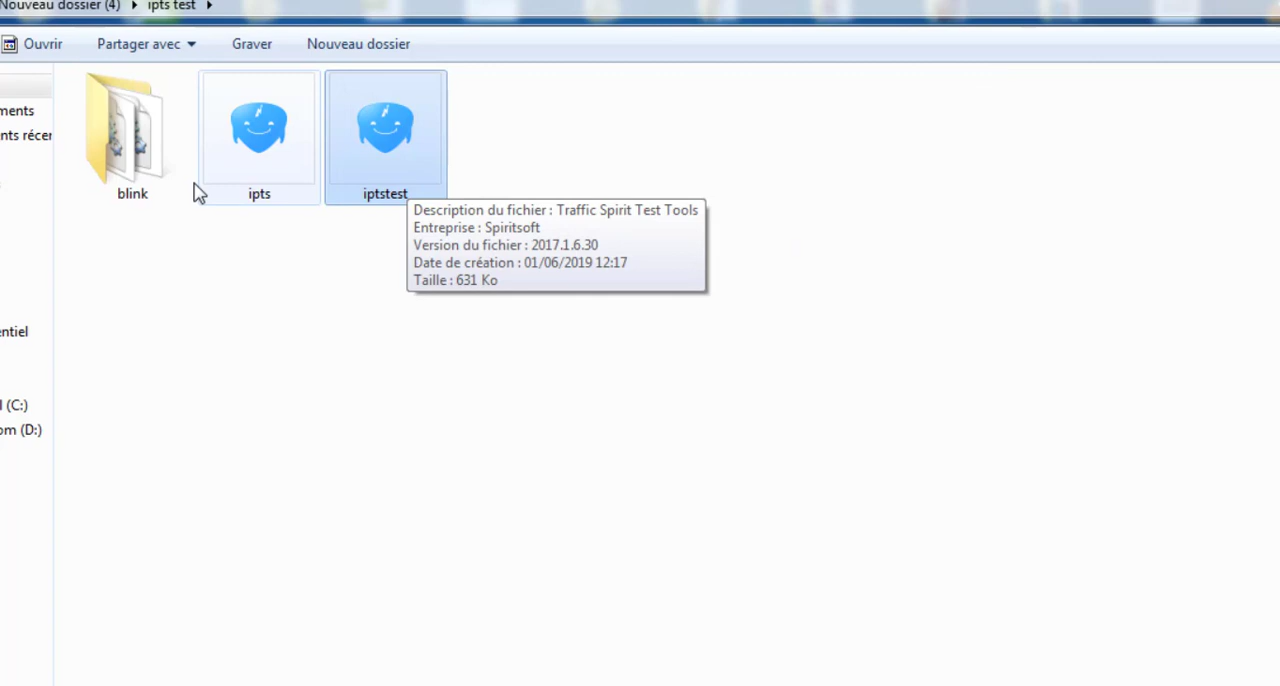 Nouveau dossier (4) ipts test
Ouvrir Partager avec Graver Nouveau dossier
blink ipts iptstest
Description du fichier : Traffic Spirit Test Tools
Entreprise : Spiritsoft
Version du fichier : 2017.1.6.30
Date de création : 01/06/2019 12:17
Taille : 631 Ko
ments
nts récer
entiel
l (C:)
om (D:)